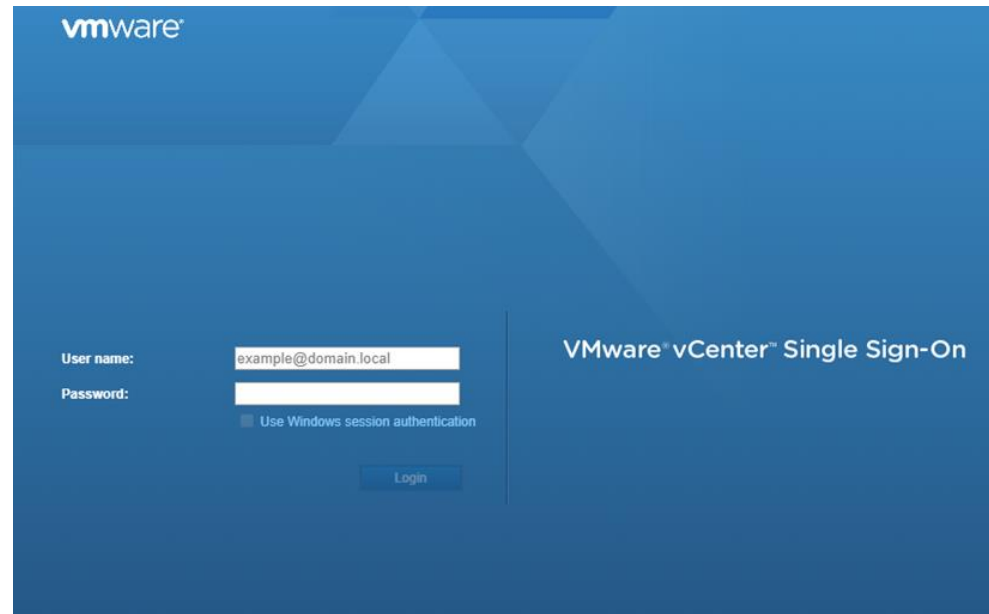 vmware®
User name:
example@domain.local
VMware® vCenter™ Single Sign-On
Password:
Use Windows session authentication
Login